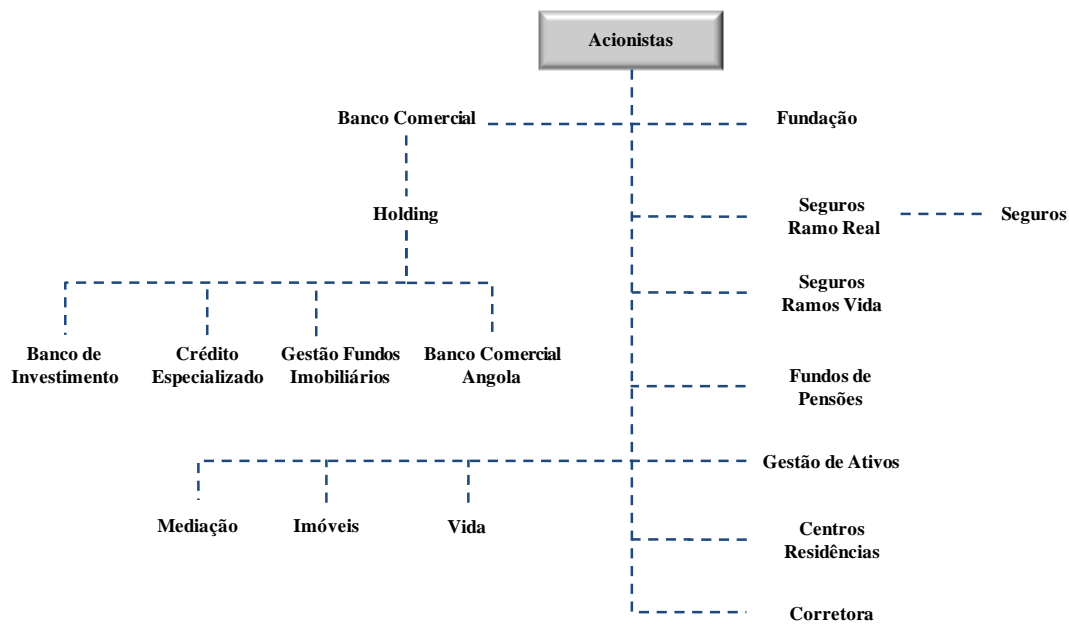 Acionistas
Banco Comercial
Fundação
Holding
Seguros
Ramo Real
Seguros
Seguros
Ramos Vida
Banco de
Investimento
Crédito
Especializado
Gestão Fundos
Imobiliários
Banco Comercial
Angola
Fundos de
Pensões
Gestão de Ativos
Mediação
Imóveis
Vida
Centros
Residências
Corretora